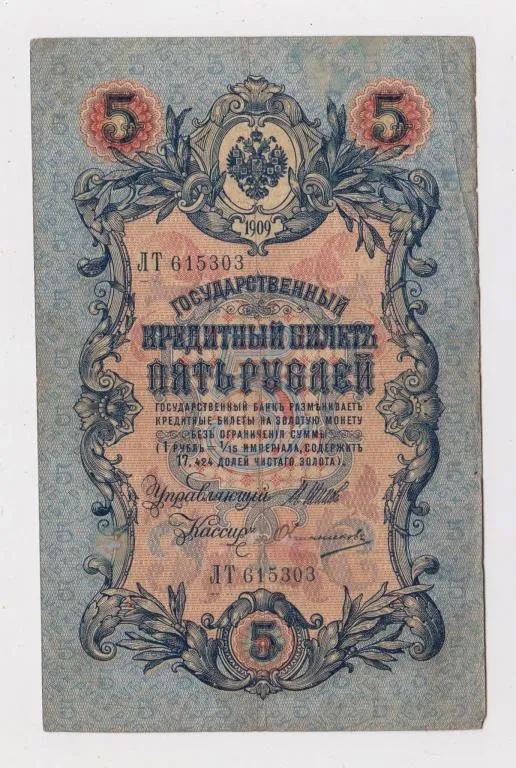 5 5
1909
ЛТ 615303
ГОСУДАРСТВЕННЫЙ
КРЕДИТНЫЙ БИЛЕТЪ
ПЯТЬ РУБЛЕЙ
ГОСУДАРСТВЕННЫЙ БАНКЪ РАЗМѢНИВАЕТЪ
КРЕДИТНЫЕ БИЛЕТЫ НА ЗОЛОТУЮ МОНЕТУ
БЕЗЪ ОГРАНИЧЕНІЯ СУММЫ
(1 РУБЛЬ = 1/15 ИМПЕРІАЛА, СОДЕРЖИТЪ
17,424 ДОЛЕЙ ЧИСТАГО ЗОЛОТА).
Управляющій
Кассиръ
ЛТ 615303
5